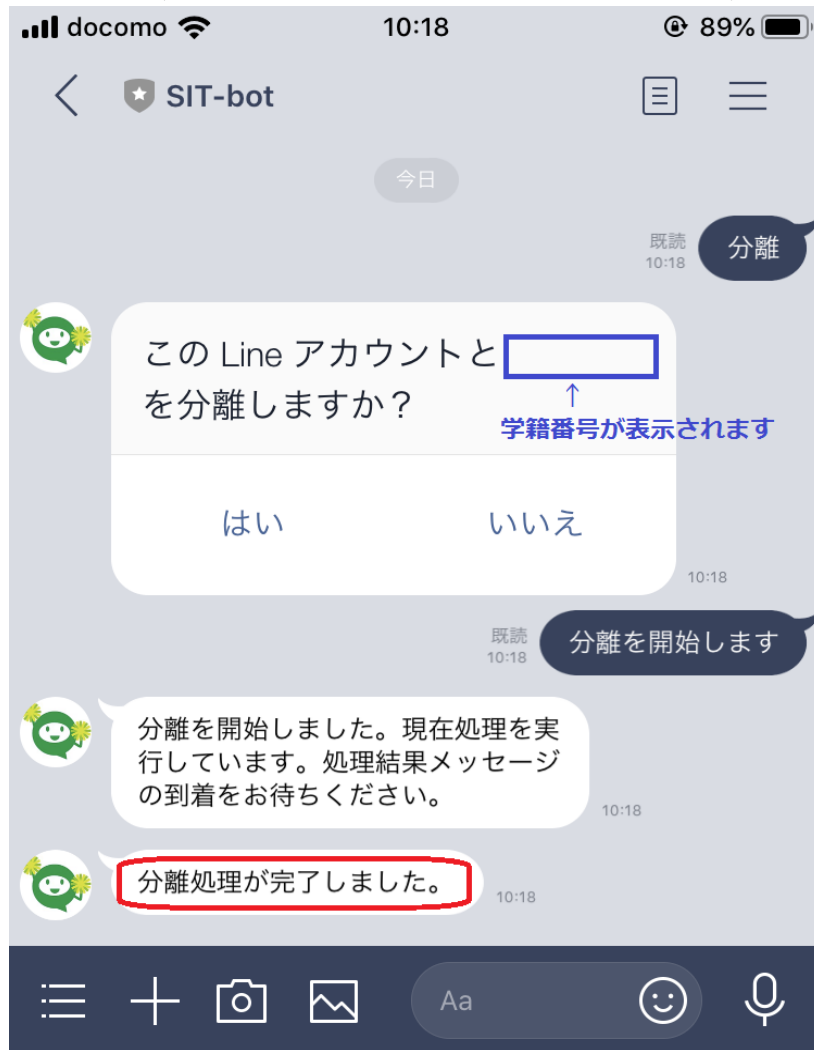 docomo 10:18 89%
SIT-bot
今日
既読
10:18
分離
この Line アカウントと
を分離しますか？
↑
学籍番号が表示されます
はい いいえ
10:18
既読
10:18
分離を開始します
分離を開始しました。現在処理を実
行しています。処理結果メッセージ
の到着をお待ちください。
10:18
分離処理が完了しました。
10:18
Aa